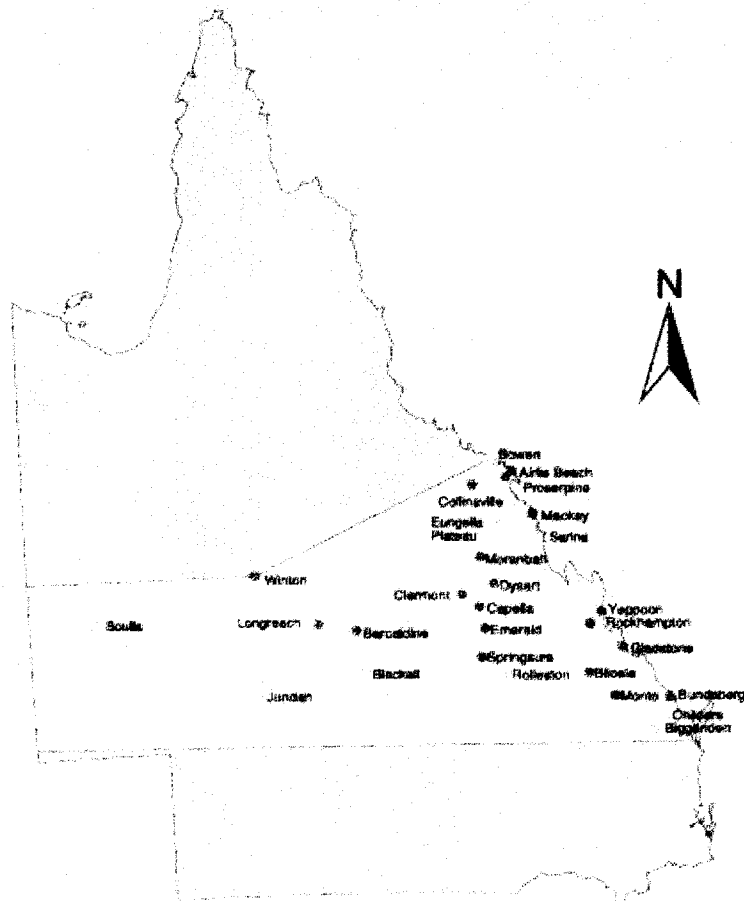 N
Bowen
Airlie Beach
Proserpine
Collinsville
Mackay
Eungella
Plateau
Sarina
Moranbah
Winton
Dysart
Clermont
Capella
Yeppoon
Boulia
Longreach
Rockhampton
Barcaldine
Emerald
Gladstone
Springsure
Blackall
Rolleston
Biloela
Jundah
Monto
Bundaberg
Childers
Biggenden